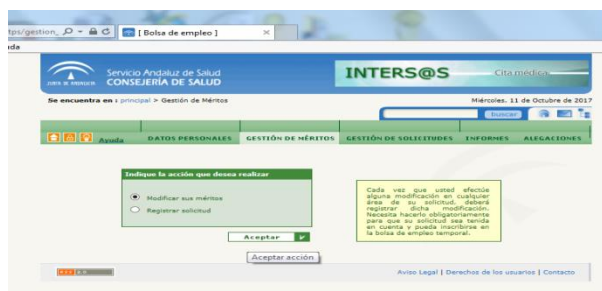 tps/gestion_
[ Bolsa de empleo ]
uda
JUNTA DE ANDALUCIA
Servicio Andaluz de Salud
CONSEJERÍA DE SALUD
INTERS@S
Cita médica
Se encuentra en : principal > Gestión de Méritos
Miércoles, 11 de Octubre de 2017
buscar
Ayuda DATOS PERSONALES GESTIÓN DE MÉRITOS GESTIÓN DE SOLICITUDES INFORMES ALEGACIONES
Indique la acción que desea realizar
Modificar sus méritos
Registrar solicitud
Aceptar
Aceptar acción
Cada vez que usted efectúe
alguna modificación en cualquier
área de su solicitud, deberá
registrar dicha modificación.
Necesita hacerlo obligatoriamente
para que su solicitud sea tenida
en cuenta y pueda inscribirse en
la bolsa de empleo temporal.
Aviso Legal | Derechos de los usuarios | Contacto